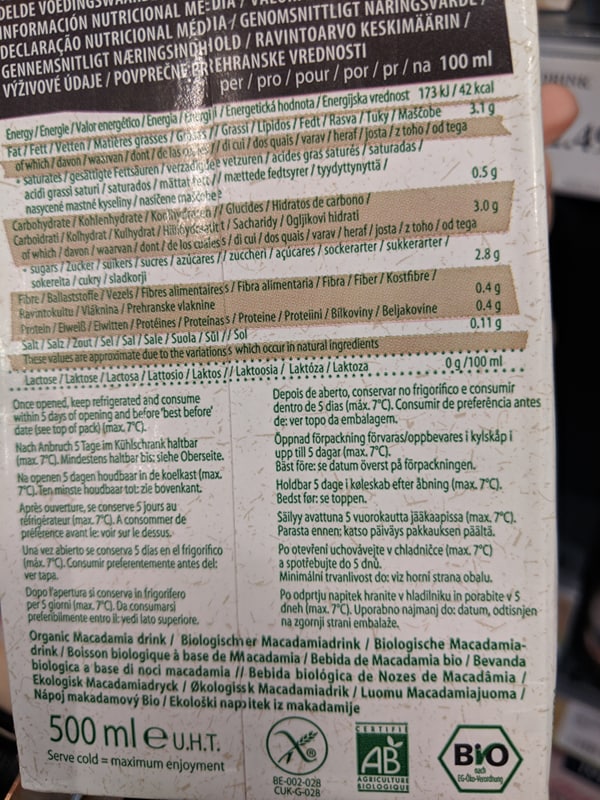 INFORMACIÓN NUTRICIONAL MEDIA /
DECLARAÇÃO NUTRICIONAL MÉDIA / GENOMSNITTLIGT NÄRINGSVÄRDE /
GENNEMSNITLIGT NÆRINGSINDHOLD / RAVINTOARVO KESKIMÄÄRIN /
VÝŽIVOVÉ ÚDAJE / POVPREČNE PREHRANSKE VREDNOSTI
per / pro / pour / por / pr / na 100 ml
Energy / Energie / Valor energético / Energia / Energi / Energetická hodnota / Energijska vrednost 173 kJ / 42 kcal
Fat / Fett / Vetten / Matières grasses / Grasas // Grassi / Lípidos / Fedt / Rasva / Tuky / Maščobe 3.1 g
of which / davon / waarvan / dont / de las cuales // di cui / dos quais / varav / heraf / josta / z toho / od tega
• saturates / gesättigte Fettsäuren / verzadigde vetzuren / acides gras saturés / saturadas /
acidi grassi saturi / saturados / mättat fett // mættede fedtsyrer / tyydyttynyttä /
nasycené mastné kyseliny / nasičene maščobe 0.5 g
Carbohydrate / Kohlenhydrate / Koolhydraten // Glucides / Hidratos de carbono /
Carboidrati / Kolhydrat / Kulhydrat / Hiilihydraatit / Sacharidy / Ogljikovi hidrati 3.0 g
of which / davon / waarvan / dont / de los cuales // di cui / dos quais / varav / heraf / josta / z toho / od tega
• sugars / Zucker / suikers / sucres / azúcares // zuccheri / açúcares / sockerarter / sukkerarter /
sokereita / cukry / sladkorji 2.8 g
Fibre / Ballaststoffe / Vezels / Fibres alimentaires / Fibra alimentaria / Fibra / Fiber / Kostfibre /
Ravintokuitu / Vláknina / Prehranske vlaknine 0.4 g
Protein / Eiweiß / Eiwitten / Protéines / Proteínas / Proteine / Proteiini / Bílkoviny / Beljakovine 0.4 g
Salt / Salz / Zout / Sel / Sal / Sale / Suola / Sůl // Sol 0.11 g
These values are approximate due to the variations which occur in natural ingredients
Lactose / Laktose / Lactosa / Lattosio / Laktos // Laktoosia / Laktóza / Laktoza 0 g/100 ml
Once opened, keep refrigerated and consume
within 5 days of opening and before 'best before'
date (see top of pack) (max. 7°C).
Nach Anbruch 5 Tage im Kühlschrank haltbar
(max. 7°C). Mindestens haltbar bis: siehe Oberseite.
Na openen 5 dagen houdbaar in de koelkast (max.
7°C). Ten minste houdbaar tot: zie bovenkant.
Après ouverture, se conserve 5 jours au
réfrigérateur (max. 7°C). A consommer de
préférence avant le: voir sur le dessus.
Una vez abierto se conserva 5 días en el frigorífico
(máx. 7°C). Consumir preferentemente antes del:
ver tapa.
Dopo l'apertura si conserva in frigorifero
per 5 giorni (max. 7°C). Da consumarsi
preferibilmente entro il: vedi lato superiore.
Depois de aberto, conservar no frigorífico e consumir
dentro de 5 dias (máx. 7°C). Consumir de preferência antes
de: ver topo da embalagem.
Öppnad förpackning förvaras/oppbevares i kylskåp i
upp till 5 dagar (max. 7°C).
Bäst före: se datum överst på förpackningen.
Holdbar 5 dage i køleskab efter åbning (max. 7°C).
Bedst før: se toppen.
Säilyy avattuna 5 vuorokautta jääkaapissa (max. 7°C).
Parasta ennen: katso päiväys pakkauksen päältä.
Po otevření uchovávejte v chladničce (max. 7°C)
a spotřebujte do 5 dnů.
Minimální trvanlivost do: viz horní strana obalu.
Po odprtju napitek hranite v hladilniku in porabite v 5
dneh (max. 7°C). Uporabno najmanj do: datum, odtisnjen
na zgornji strani embalaže.
Organic Macadamia drink / Biologischer Macadamiadrink / Biologische Macadamia-
drink / Boisson biologique à base de Macadamia / Bebida de Macadamia bio / Bevanda
biologica a base di noci macadamia // Bebida biológica de Nozes de Macadâmia /
Ekologisk Macadamiadryck / Økologissk Macadamiadrik / Luomu Macadamiajuoma /
Nápoj makadamový Bio / Ekološki napitek iz makadamije
500 ml e U.H.T.
Serve cold = maximum enjoyment
BE-002-028
CUK-G-028
CERTIFIE
AB
AGRICULTURE
BIOLOGIQUE
BIO
nach
EG-Öko-Verordnung